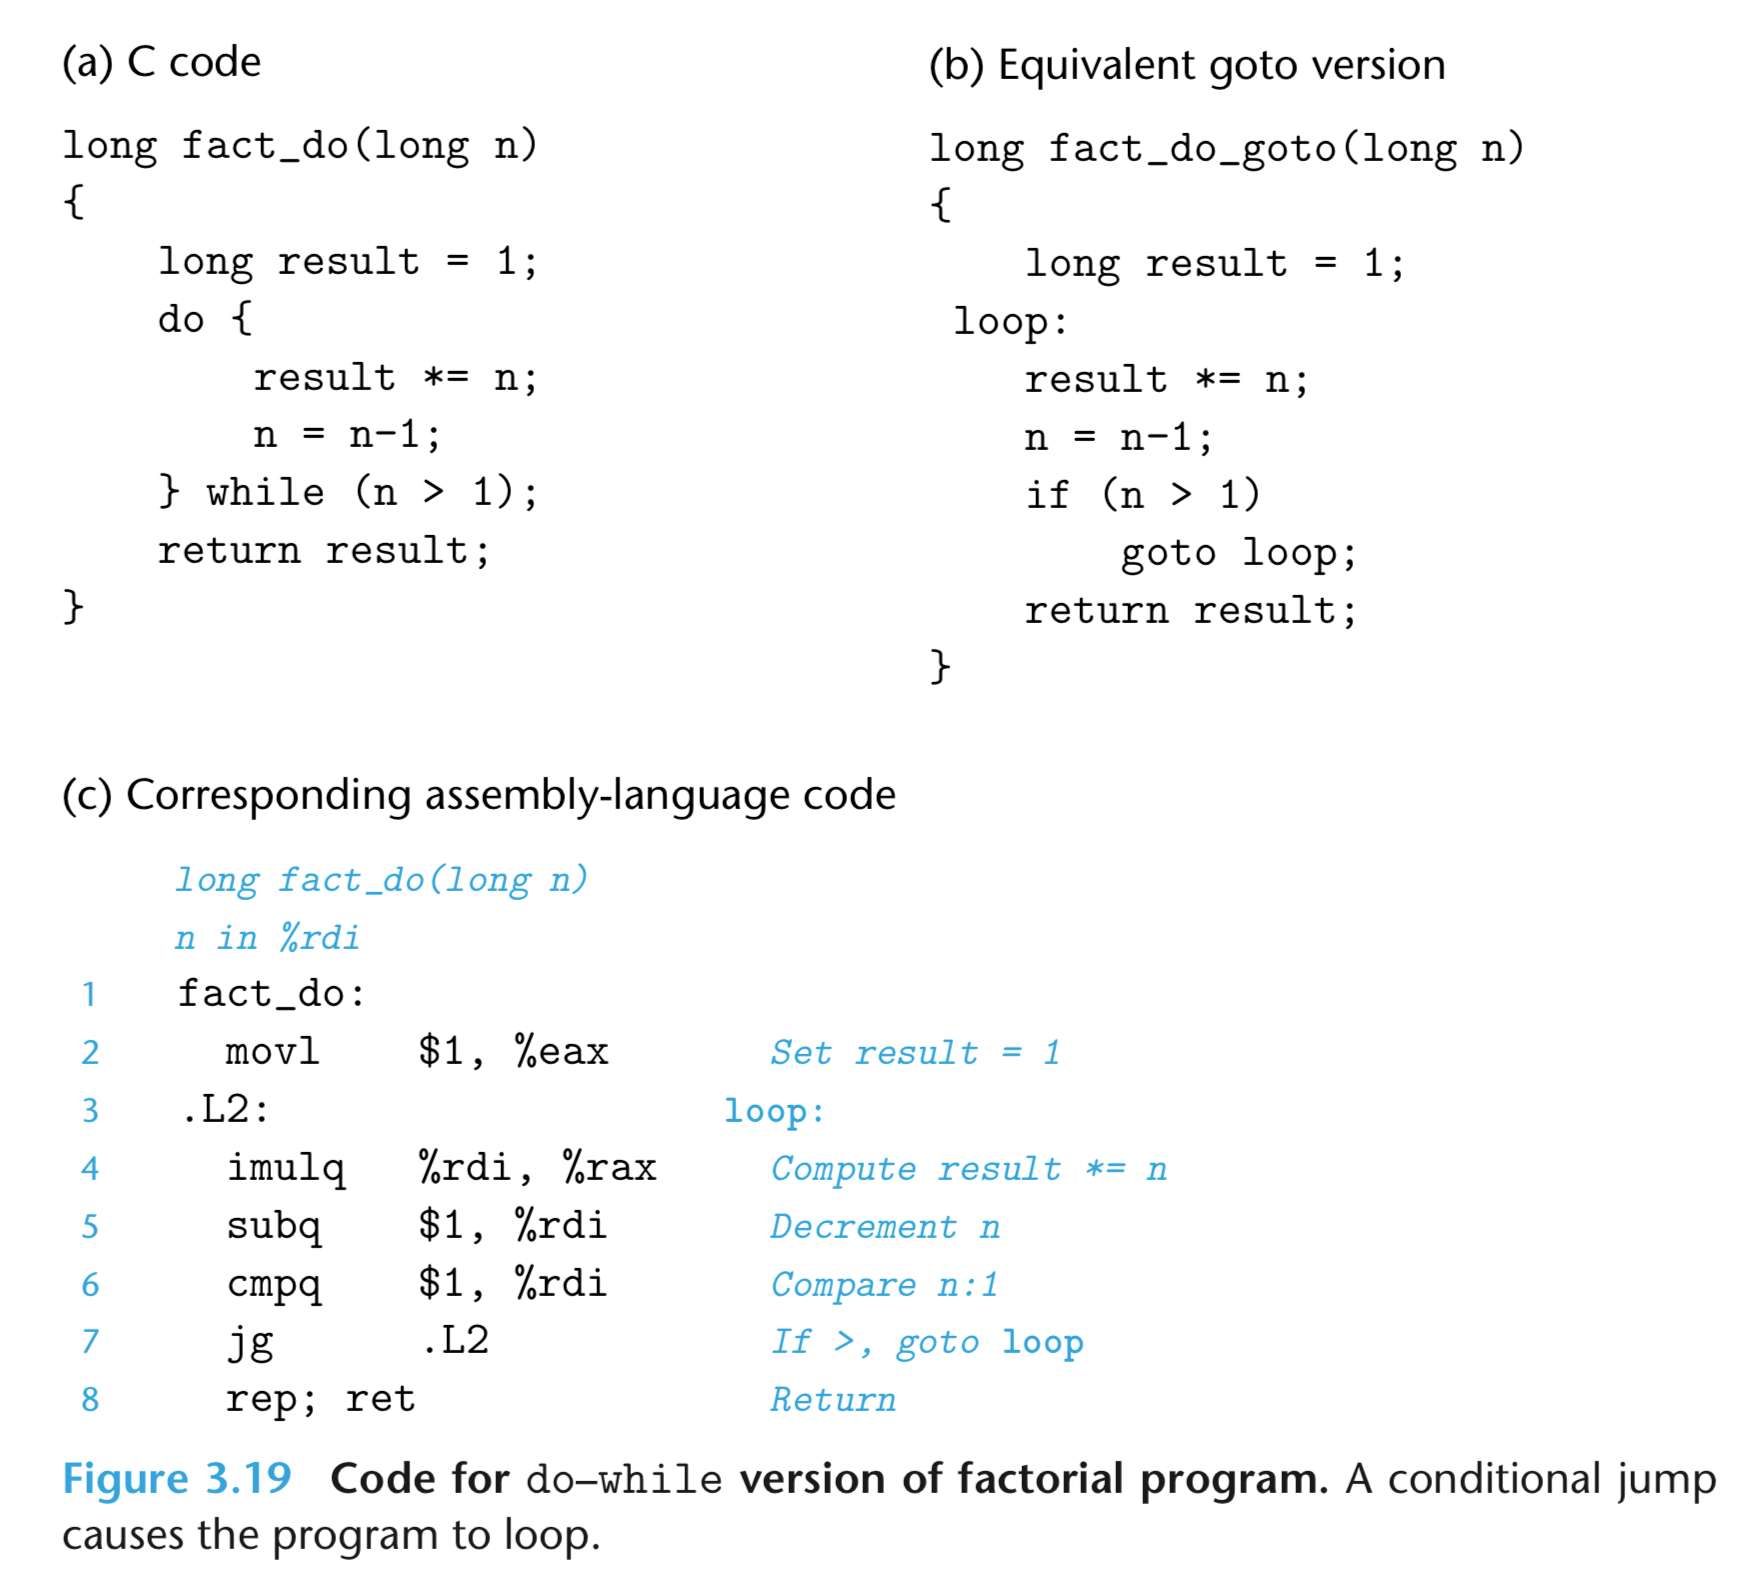 (a) C code
long fact_do(long n)
{
    long result = 1;
    do {
        result *= n;
        n = n-1;
    } while (n > 1);
    return result;
}
(b) Equivalent goto version
long fact_do_goto(long n)
{
    long result = 1;
 loop:
    result *= n;
    n = n-1;
    if (n > 1)
        goto loop;
    return result;
}
(c) Corresponding assembly-language code
long fact_do(long n)
n in %rdi
1 fact_do:
2 movl $1, %eax Set result = 1
3 .L2: loop:
4 imulq %rdi, %rax Compute result *= n
5 subq $1, %rdi Decrement n
6 cmpq $1, %rdi Compare n:1
7 jg .L2 If >, goto loop
8 rep; ret Return
Figure 3.19 Code for do–while version of factorial program. A conditional jump
causes the program to loop.